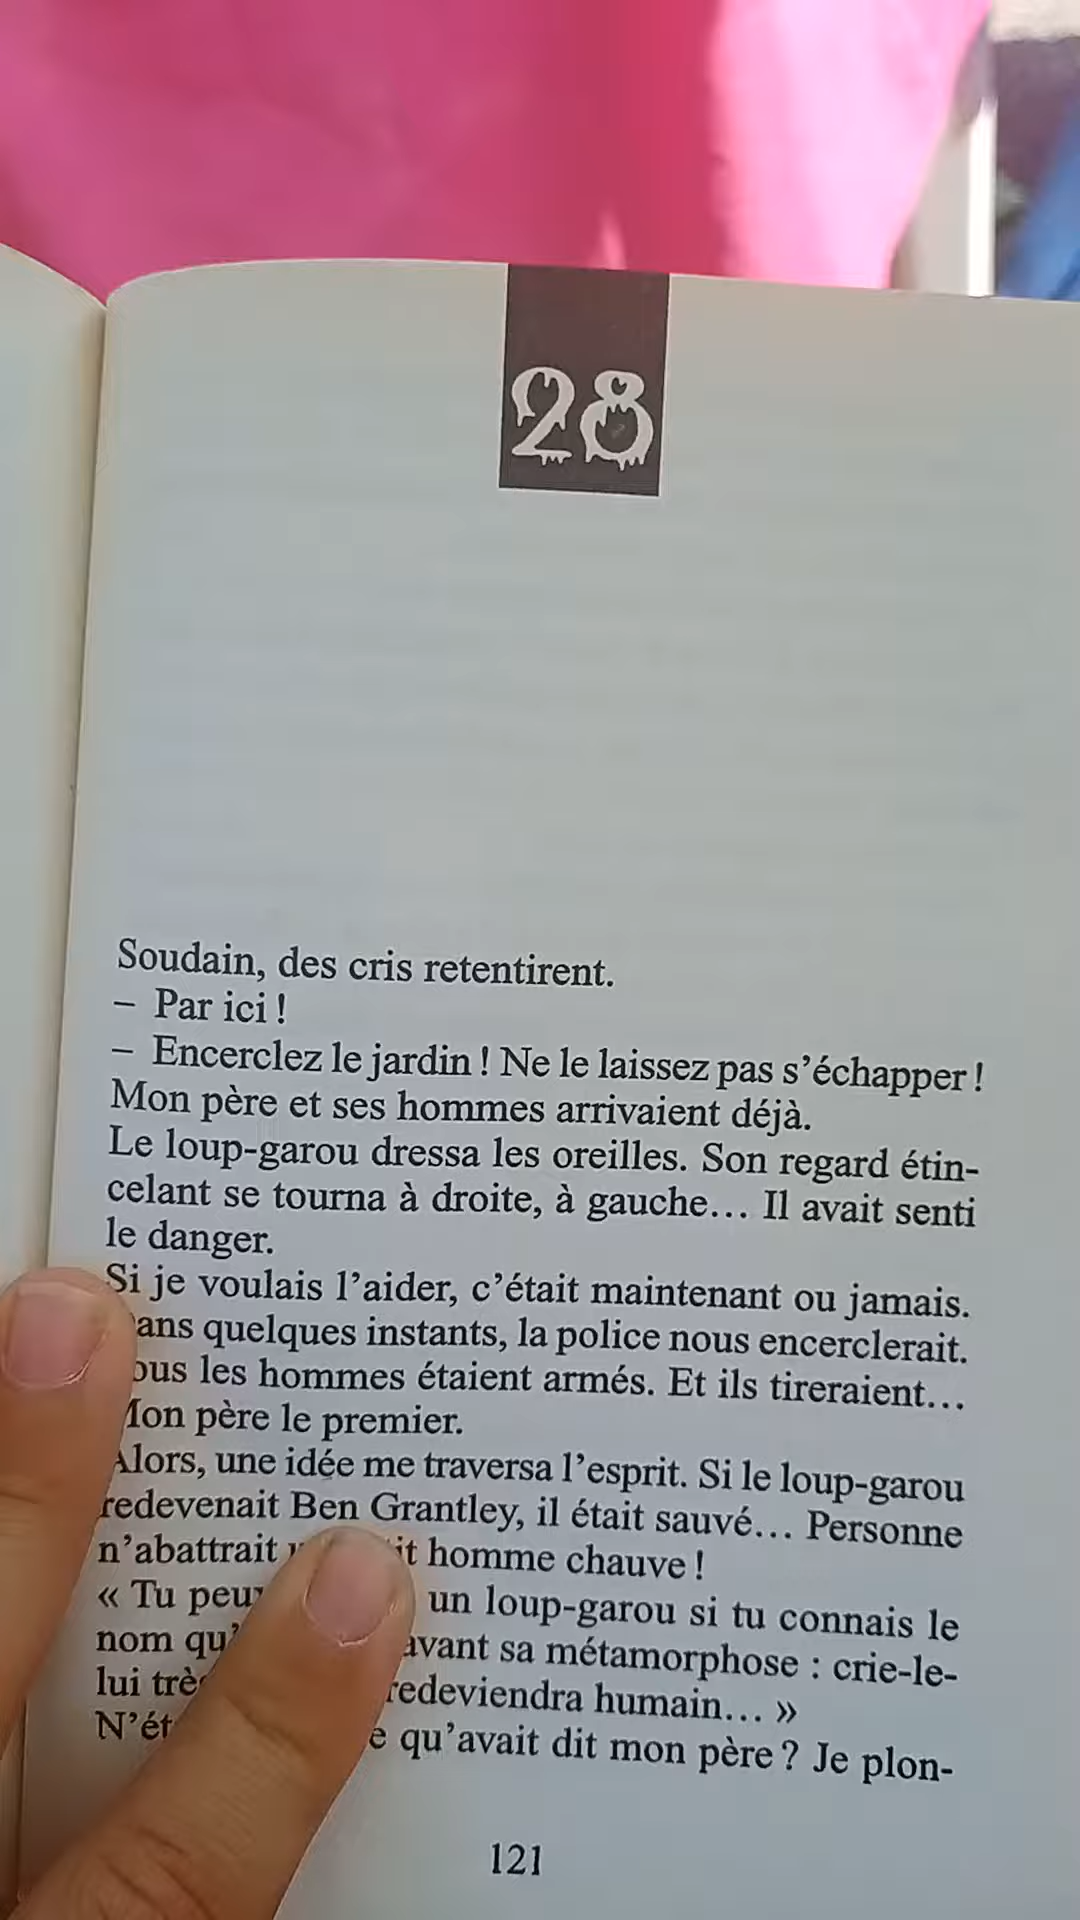 28
Soudain, des cris retentirent.
– Par ici !
– Encerclez le jardin ! Ne le laissez pas s’échapper !
Mon père et ses hommes arrivaient déjà.
Le loup-garou dressa les oreilles. Son regard étin-
celant se tourna à droite, à gauche… Il avait senti
le danger.
Si je voulais l’aider, c’était maintenant ou jamais.
ans quelques instants, la police nous encerclerait.
ous les hommes étaient armés. Et ils tireraient…
Mon père le premier.
Alors, une idée me traversa l’esprit. Si le loup-garou
redevenait Ben Grantley, il était sauvé… Personne
n’abattrait homme chauve !
« Tu peux un loup-garou si tu connais le
nom qu’ avant sa métamorphose : crie-le-
lui très redeviendra humain… »
N’ét qu’avait dit mon père ? Je plon-
121